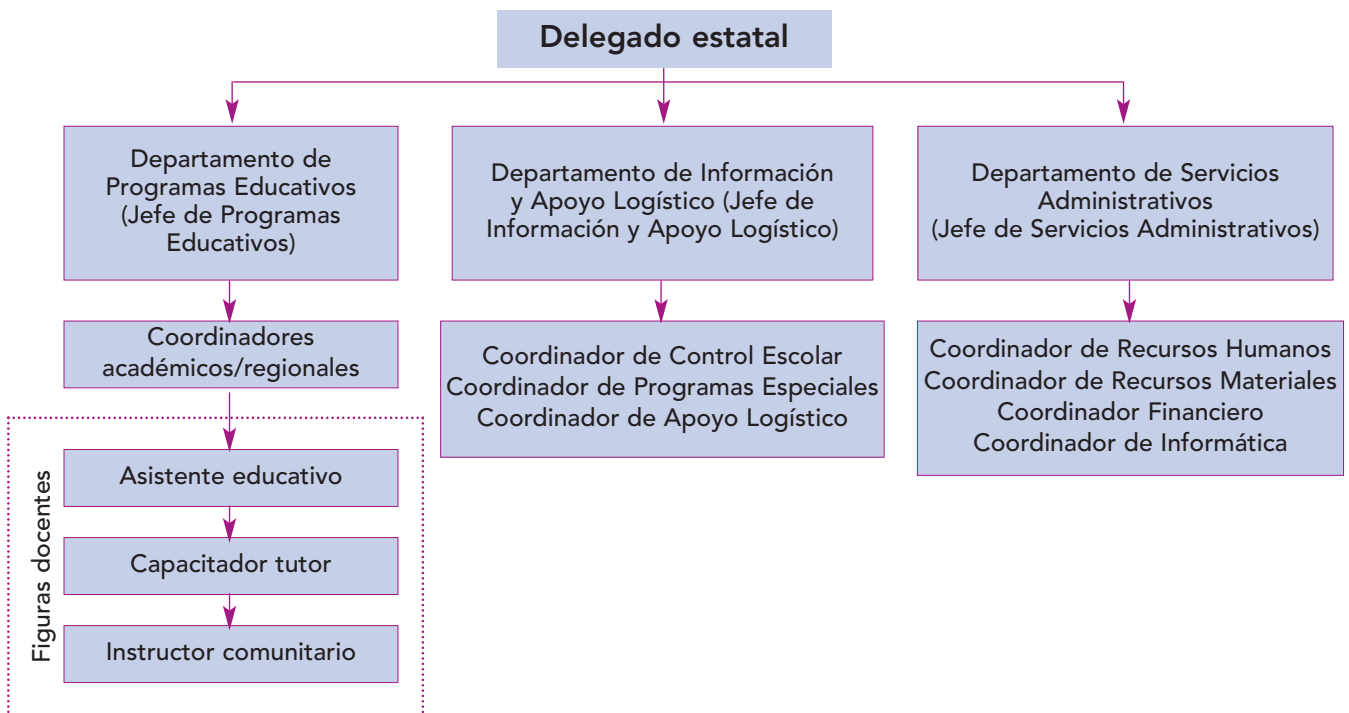 Delegado estatal
Departamento de
Programas Educativos
(Jefe de Programas
Educativos)
Departamento de Información
y Apoyo Logístico (Jefe de
Información y Apoyo Logístico)
Departamento de Servicios
Administrativos
(Jefe de Servicios Administrativos)
Coordinadores
académicos/regionales
Coordinador de Control Escolar
Coordinador de Programas Especiales
Coordinador de Apoyo Logístico
Coordinador de Recursos Humanos
Coordinador de Recursos Materiales
Coordinador Financiero
Coordinador de Informática
Figuras docentes
Asistente educativo
Capacitador tutor
Instructor comunitario